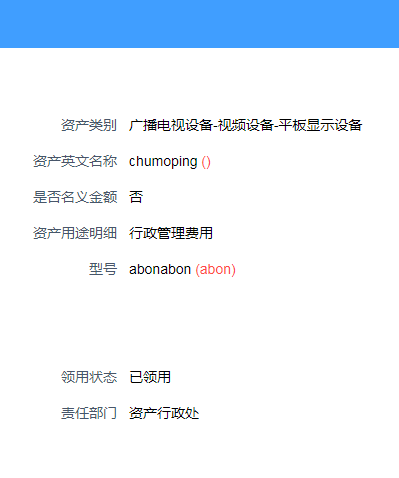 资产类别 广播电视设备-视频设备-平板显示设备
资产英文名称 chumoping ()
是否名义金额 否
资产用途明细 行政管理费用
型号 abonabon (abon)
领用状态 已领用
责任部门 资产行政处